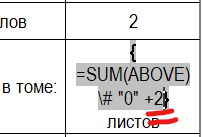 лов 2
{
=SUM(ABOVE)
в томе: \# "0" +2}
листов